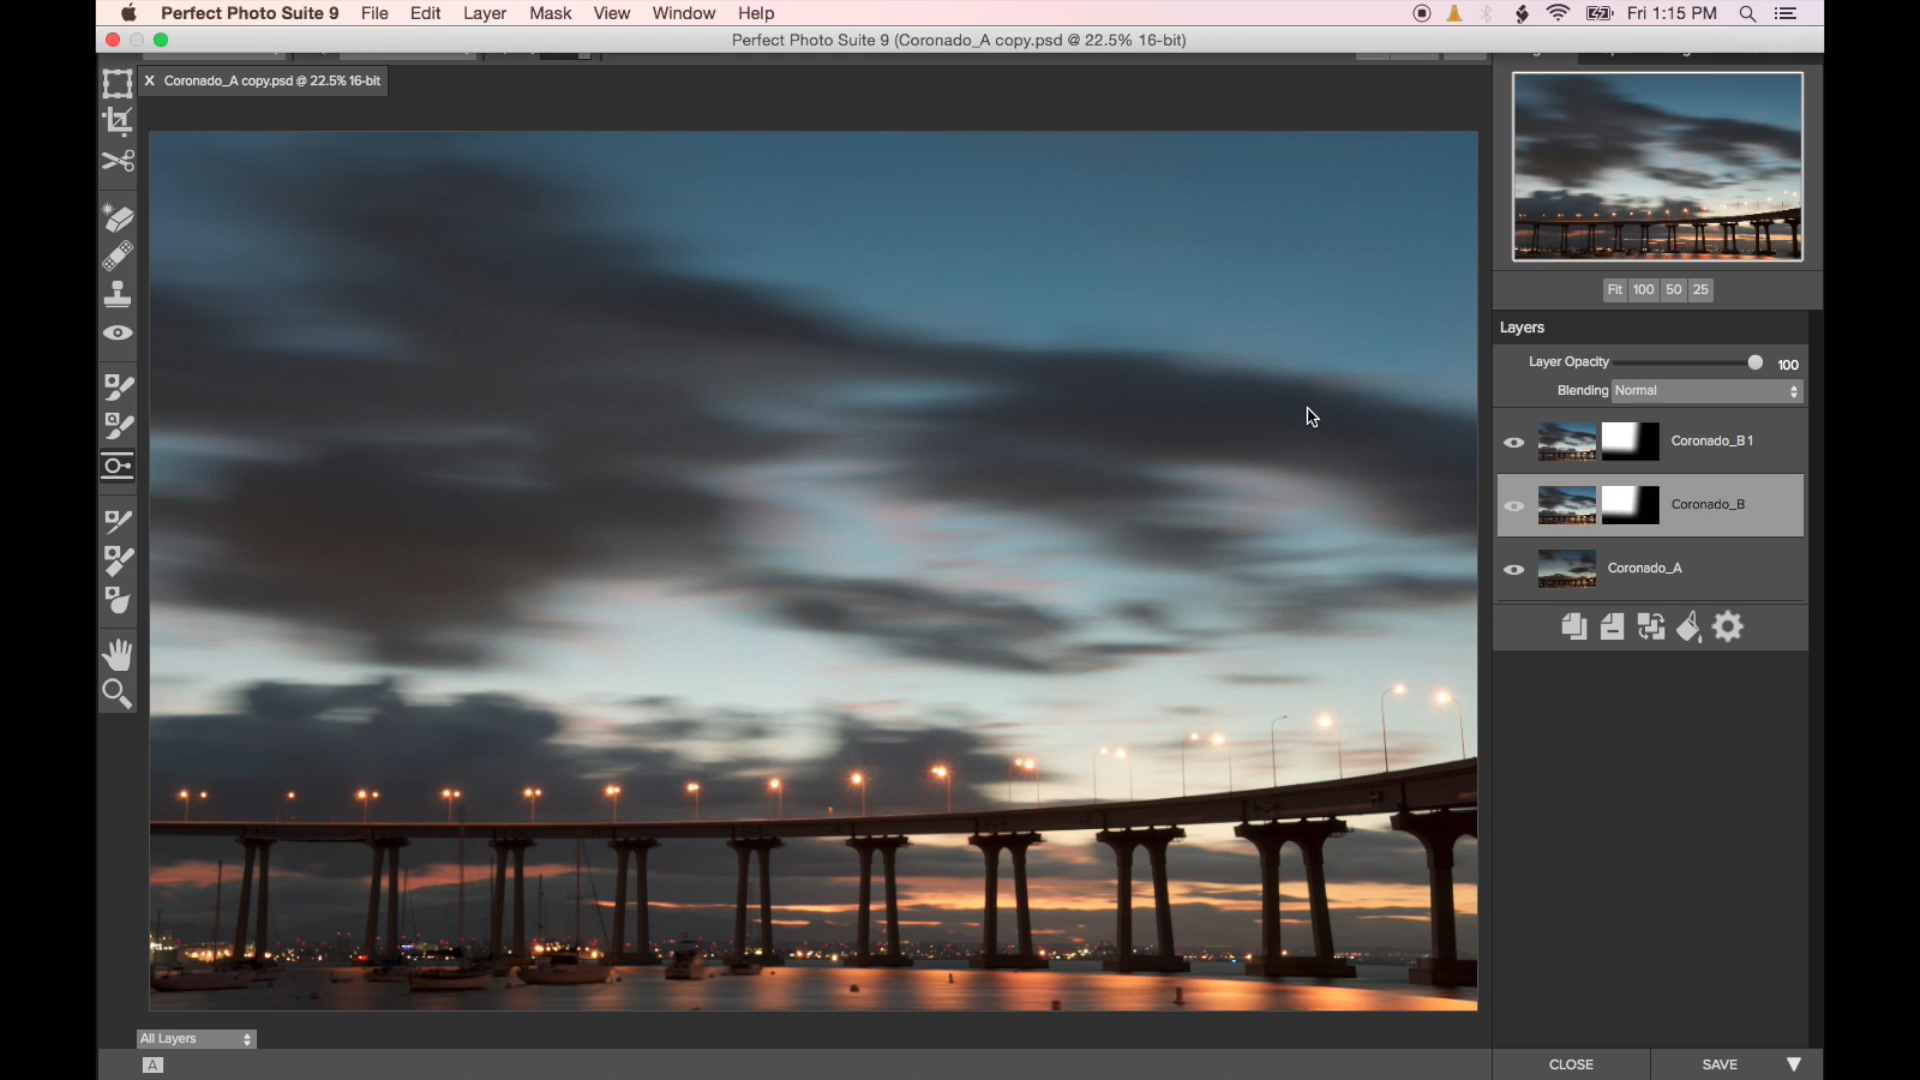 Perfect Photo Suite 9 File Edit Layer Mask View Window Help Fri 1:15 PM
Perfect Photo Suite 9 (Coronado_A copy.psd @ 22.5% 16-bit)
X Coronado_A copy.psd @ 22.5% 16-bit
Fit 100 50 25
Layers
Layer Opacity 100
Blending Normal
Coronado_B 1
Coronado_B
Coronado_A
All Layers
A
CLOSE SAVE